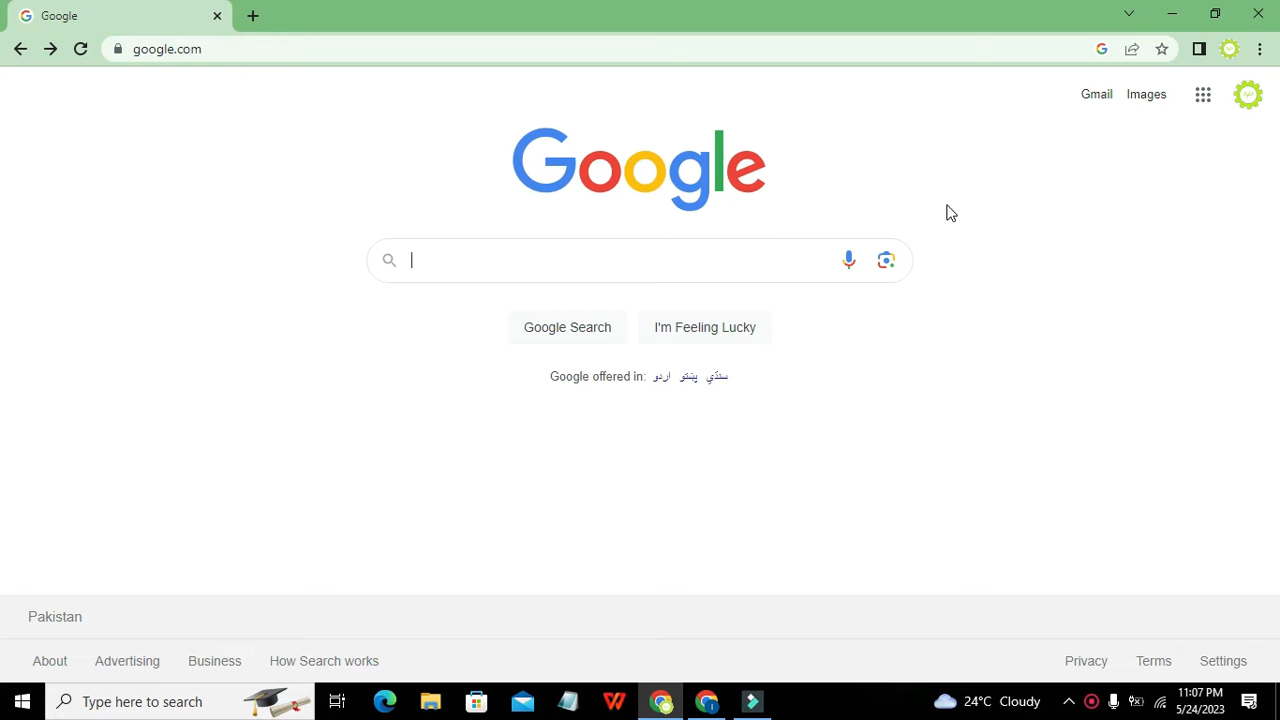 Google
google.com
Gmail Images
Google
Google Search I'm Feeling Lucky
Google offered in: اردو پښتو سنڌي
Pakistan
About Advertising Business How Search works Privacy Terms Settings
Type here to search 24°C Cloudy 11:07 PM
5/24/2023